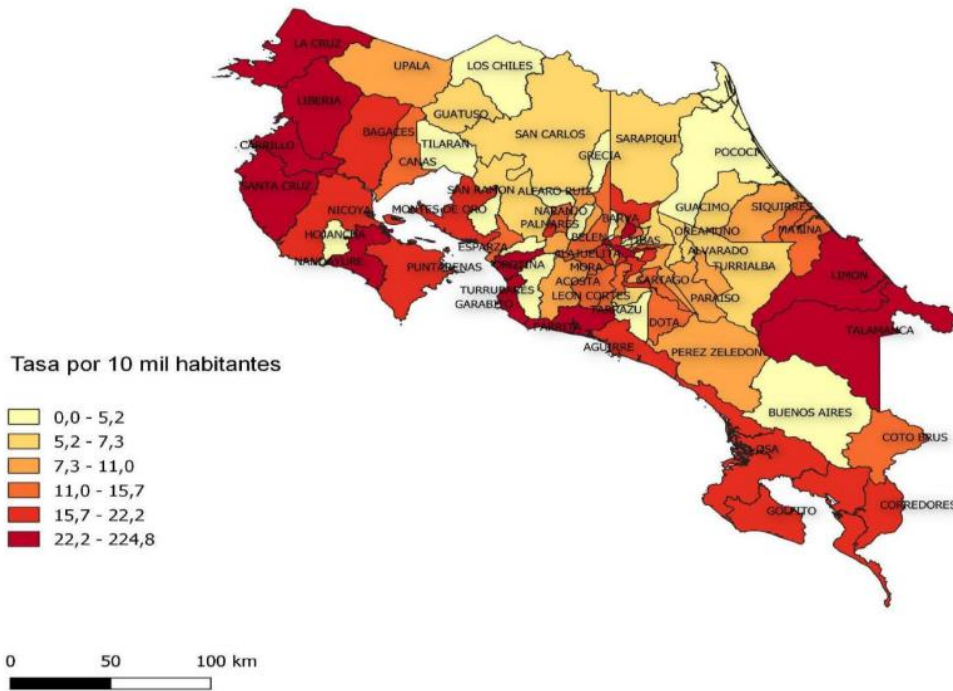 LA CRUZ
UPALA
LOS CHILES
LIBERIA
GUATUSO
BAGACES
SAN CARLOS
SARAPIQUI
CARRILLO
TILARAN
POCOCI
CANAS
GRECIA
SANTA CRUZ
SAN RAMON
ALFARO RUIZ
NICOYA
MONTES DE ORO
NARANJO
BARVA
GUACIMO
SIQUIRRES
PALMARES
MATINA
HOJANCHA
ESPARZA
BELEN
TIBAS
OREAMUNO
ALAJUELITA
ALVARADO
NANDAYURE
PUNTARENAS
OROTINA
MORA
CARTAGO
TURRIALBA
LIMON
ACOSTA
TURRUBARES
LEON CORTES
PARAISO
GARABITO
TARRAZU
PARRITA
DOTA
TALAMANCA
AGUIRRE
PEREZ ZELEDON
Tasa por 10 mil habitantes
BUENOS AIRES
0,0 - 5,2
5,2 - 7,3
COTO BRUS
7,3 - 11,0
OSA
11,0 - 15,7
15,7 - 22,2
GOLFITO
CORREDORES
22,2 - 224,8
0 50 100 km